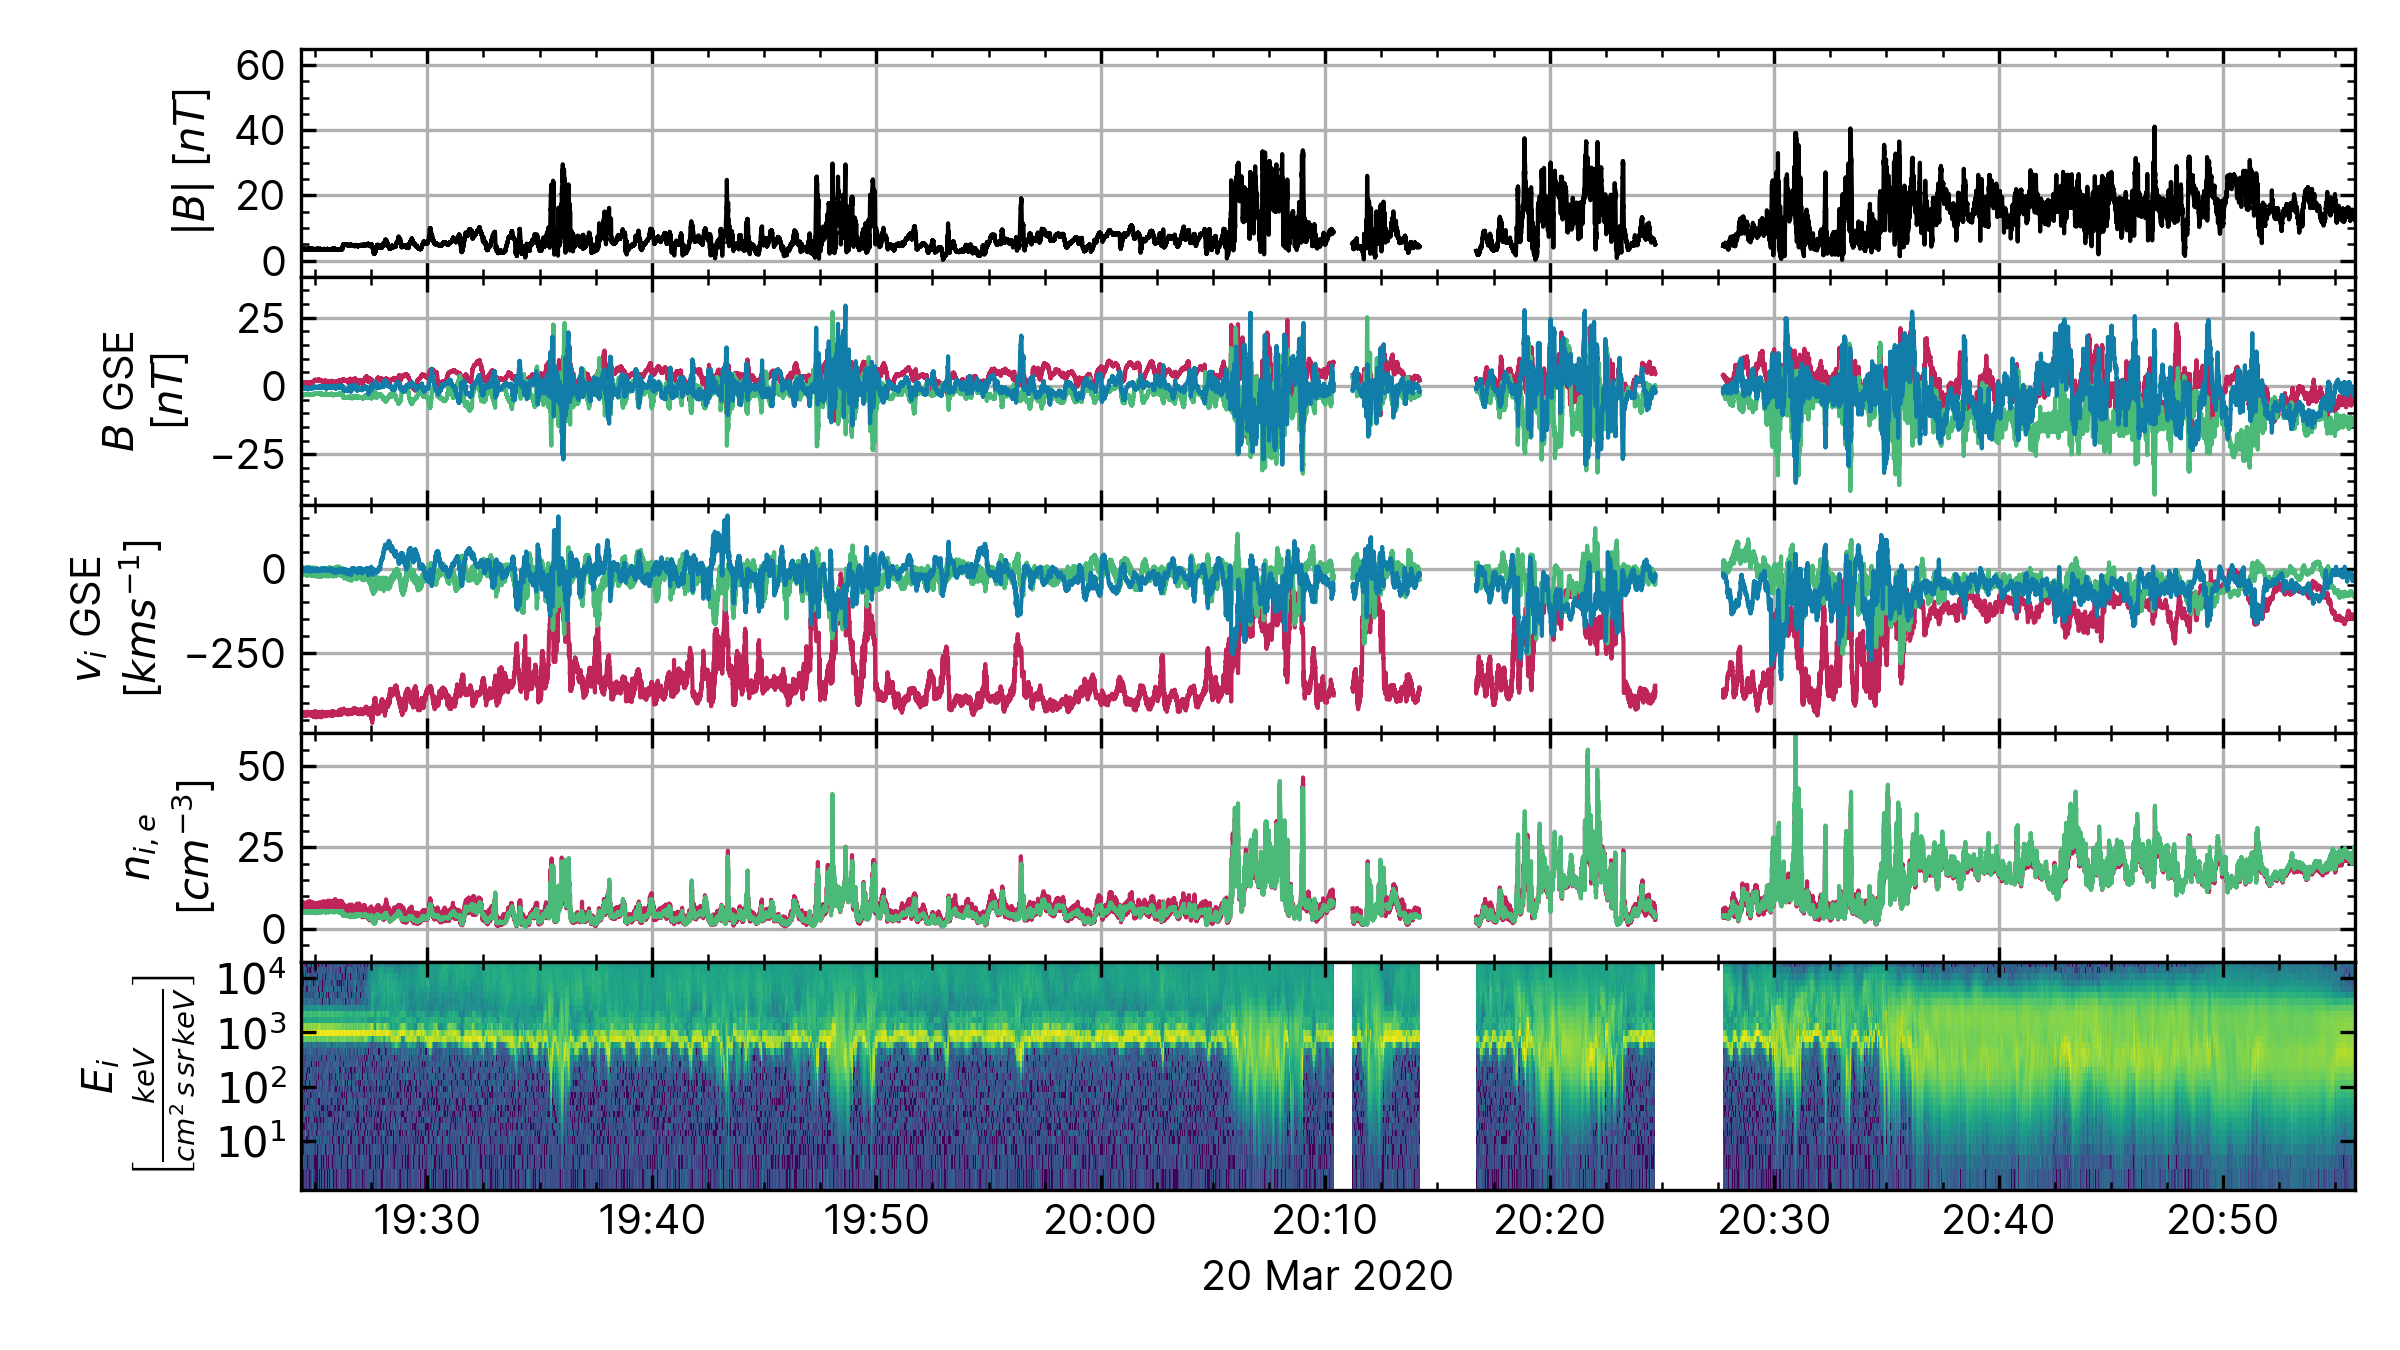 60
40
20
0
|B| [nT]
25
0
−25
B GSE
[nT]
0
−250
v_i GSE
[kms^{−1}]
50
25
0
n_{i,e}
[cm^{−3}]
10^4
10^3
10^2
10^1
E_i
[keV / cm^2 s sr keV]
19:30 19:40 19:50 20:00 20:10 20:20 20:30 20:40 20:50
20 Mar 2020